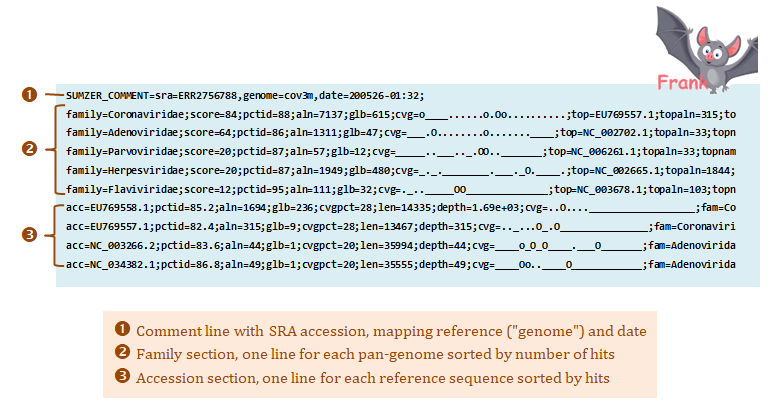 Frank
❶ SUMZER_COMMENT=sra=ERR2756788,genome=cov3m,date=200526-01:32;
❷ family=Coronaviridae;score=84;pctid=88;aln=7137;glb=615;cvg=o____......o.Oo..........;top=EU769557.1;topaln=315;to
family=Adenoviridae;score=64;pctid=86;aln=1311;glb=47;cvg=___.O........o.......____;top=NC_002702.1;topaln=33;topn
family=Parvoviridae;score=20;pctid=87;aln=57;glb=12;cvg=_____..___.._.OO.._______;top=NC_006261.1;topaln=33;topnam
family=Herpesviridae;score=20;pctid=87;aln=1949;glb=480;cvg=_._.________.___._O.____.;top=NC_002665.1;topaln=1844;
family=Flaviviridae;score=12;pctid=95;aln=111;glb=32;cvg=._..____OO______________;top=NC_003678.1;topaln=103;topn
❸ acc=EU769558.1;pctid=85.2;aln=1694;glb=236;cvgpct=28;len=14335;depth=1.69e+03;cvg=..O....__________________;fam=Co
acc=EU769557.1;pctid=82.4;aln=315;glb=9;cvgpct=28;len=13467;depth=315;cvg=.._...O_.O_______________;fam=Coronaviri
acc=NC_003266.2;pctid=83.6;aln=44;glb=1;cvgpct=20;len=35994;depth=44;cvg=____o_O_O____.___O_______;fam=Adenovirida
acc=NC_034382.1;pctid=86.8;aln=49;glb=1;cvgpct=20;len=35555;depth=49;cvg=____Oo..____O____________;fam=Adenovirida
❶ Comment line with SRA accession, mapping reference ("genome") and date
❷ Family section, one line for each pan-genome sorted by number of hits
❸ Accession section, one line for each reference sequence sorted by hits